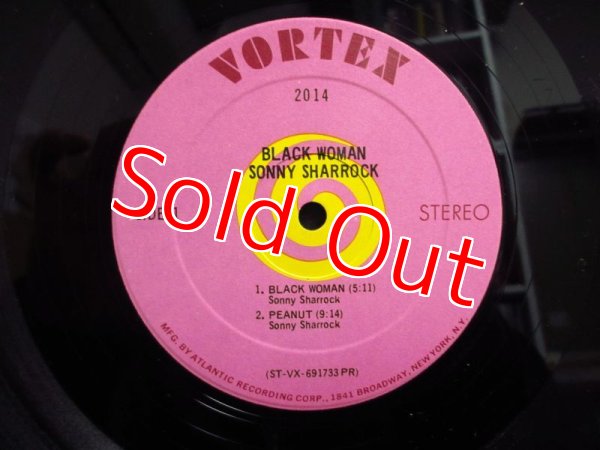 VORTEX
2014
BLACK WOMAN
SONNY SHARROCK
Sold Out
STEREO
1. BLACK WOMAN (5:11)
Sonny Sharrock
2. PEANUT (9:14)
Sonny Sharrock
(ST-VX-691733 PR)
MFG. BY ATLANTIC RECORDING CORP., 1841 BROADWAY, NEW YORK, N.Y.